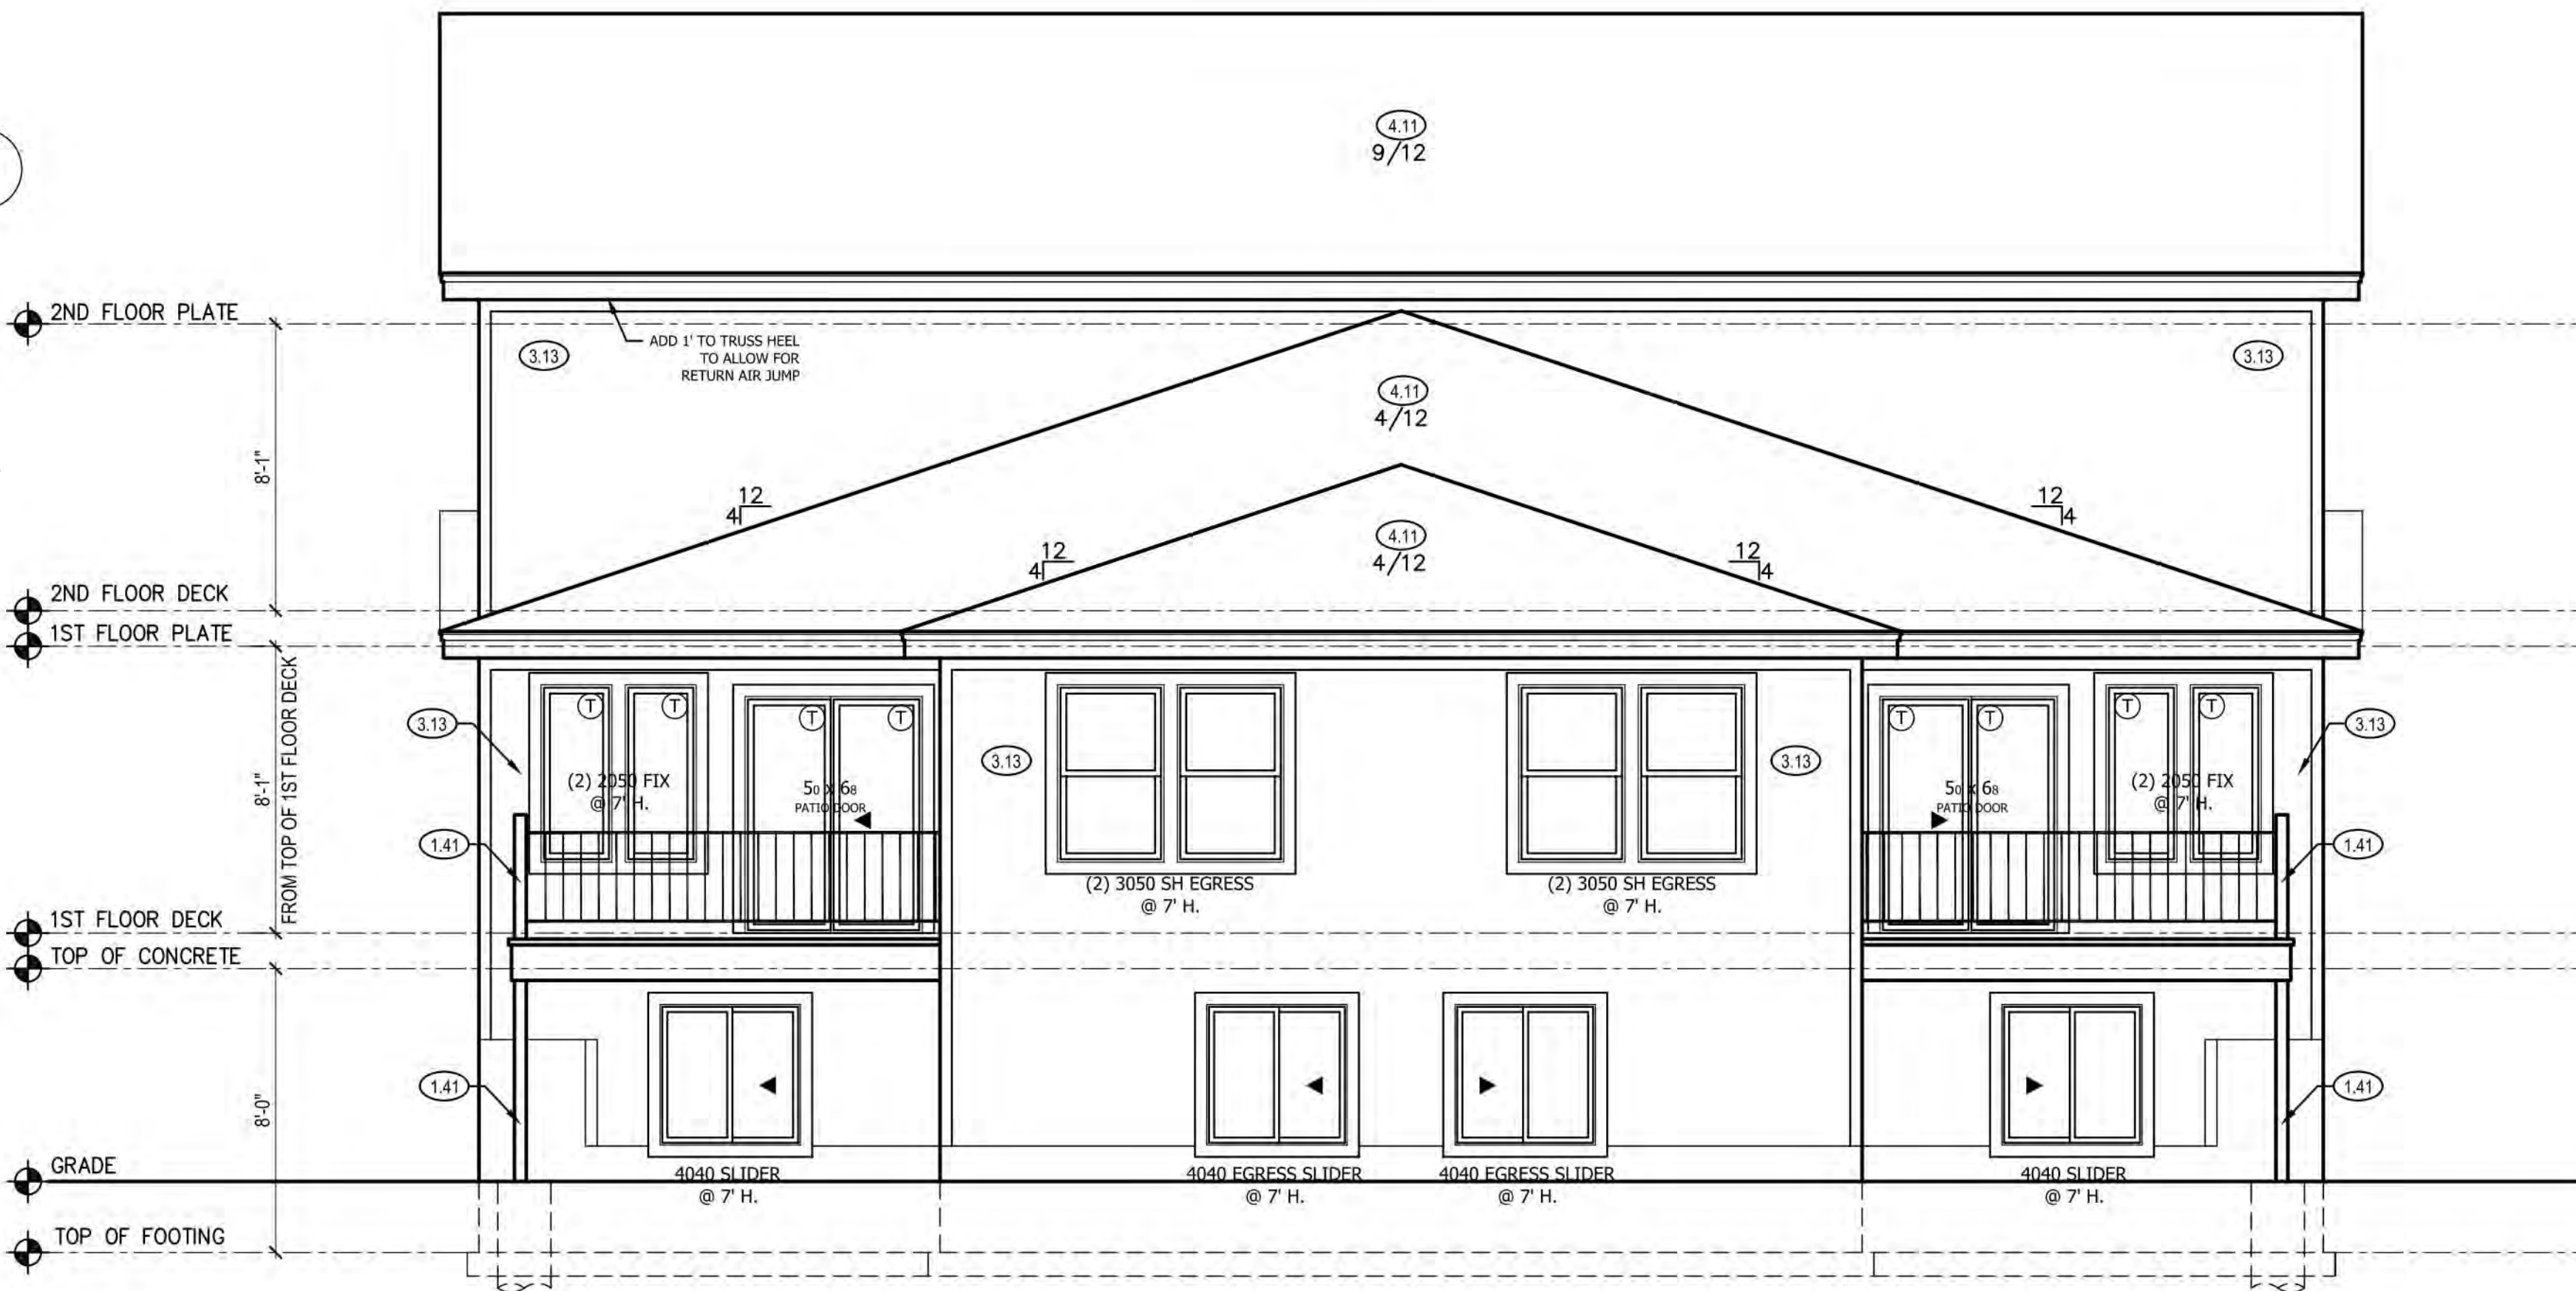 4.11
9/12
2ND FLOOR PLATE
ADD 1' TO TRUSS HEEL
TO ALLOW FOR
RETURN AIR JUMP
3.13
3.13
4.11
4/12
8'-1"
12
4
12
4
4.11
4/12
12
4
12
4
2ND FLOOR DECK
1ST FLOOR PLATE
8'-1"
FROM TOP OF 1ST FLOOR DECK
T
T
T
T
T
T
T
T
3.13
3.13
3.13
3.13
(2) 2050 FIX
@ 7' H.
50 x 68
PATIO DOOR
50 x 68
PATIO DOOR
(2) 2050 FIX
@ 7' H.
1.41
1.41
(2) 3050 SH EGRESS
@ 7' H.
(2) 3050 SH EGRESS
@ 7' H.
1ST FLOOR DECK
TOP OF CONCRETE
8'-0"
1.41
1.41
GRADE
4040 SLIDER
@ 7' H.
4040 EGRESS SLIDER
@ 7' H.
4040 EGRESS SLIDER
@ 7' H.
4040 SLIDER
@ 7' H.
TOP OF FOOTING